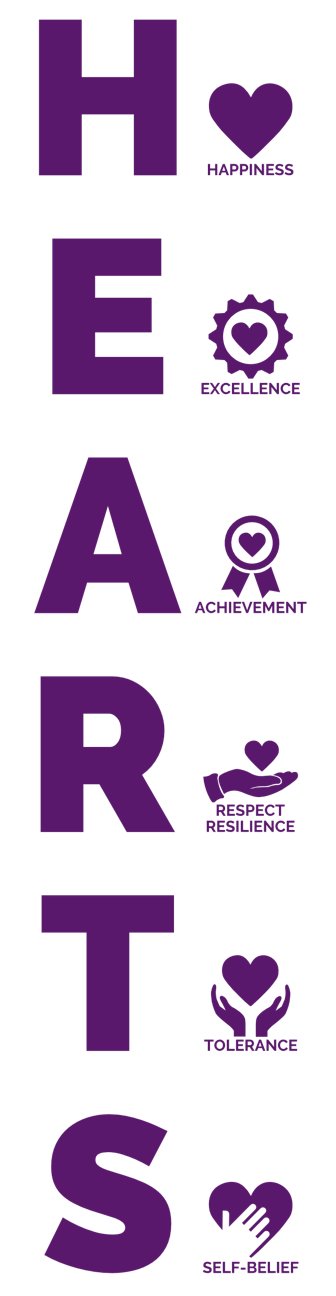 H
HAPPINESS
E
EXCELLENCE
A
ACHIEVEMENT
R
RESPECT
RESILIENCE
T
TOLERANCE
S
SELF-BELIEF